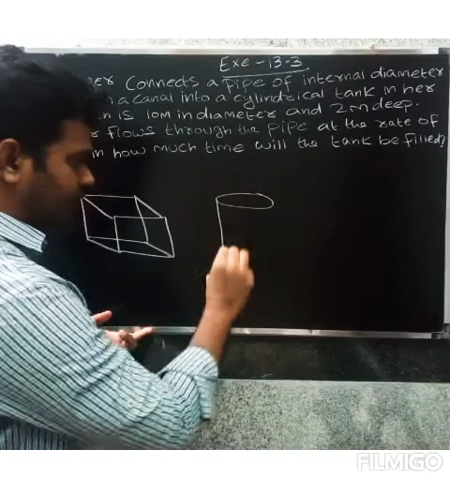 Exe-13.3
er Connects a Pipe of internal diameter
a canal into a cylindrical tank in her
is 10m in diameter and 2m deep.
flows through the pipe at the rate of
in how much time will the tank be filled?
FILMIGO